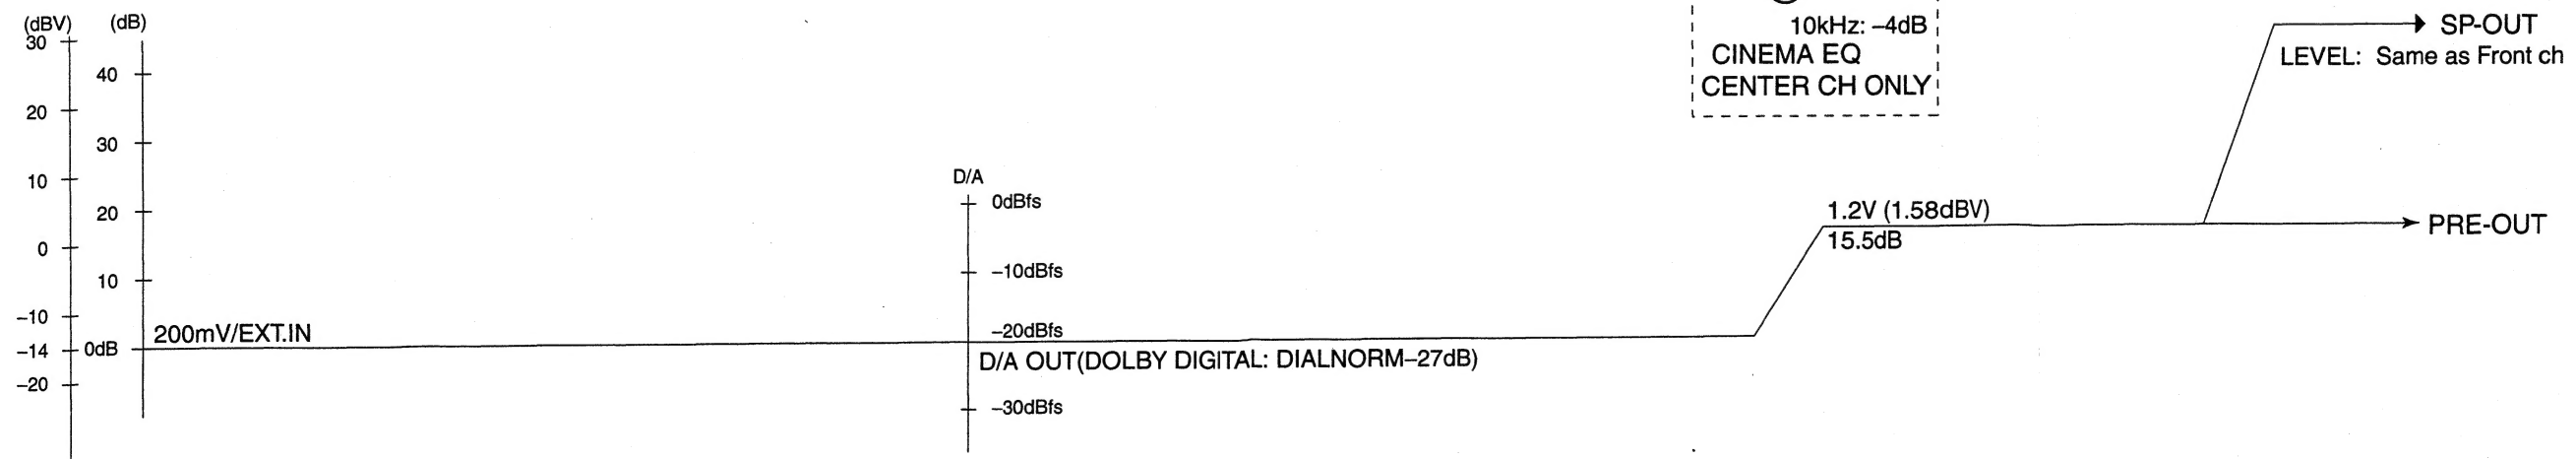 (dBV) (dB)
30
40
20
30
10
20
0
10
-10
-14 0dB
-20
200mV/EXT.IN
D/A
0dBfs
-10dBfs
-20dBfs
D/A OUT(DOLBY DIGITAL: DIALNORM-27dB)
-30dBfs
10kHz: -4dB
CINEMA EQ
CENTER CH ONLY
1.2V (1.58dBV)
15.5dB
SP-OUT
LEVEL: Same as Front ch
PRE-OUT